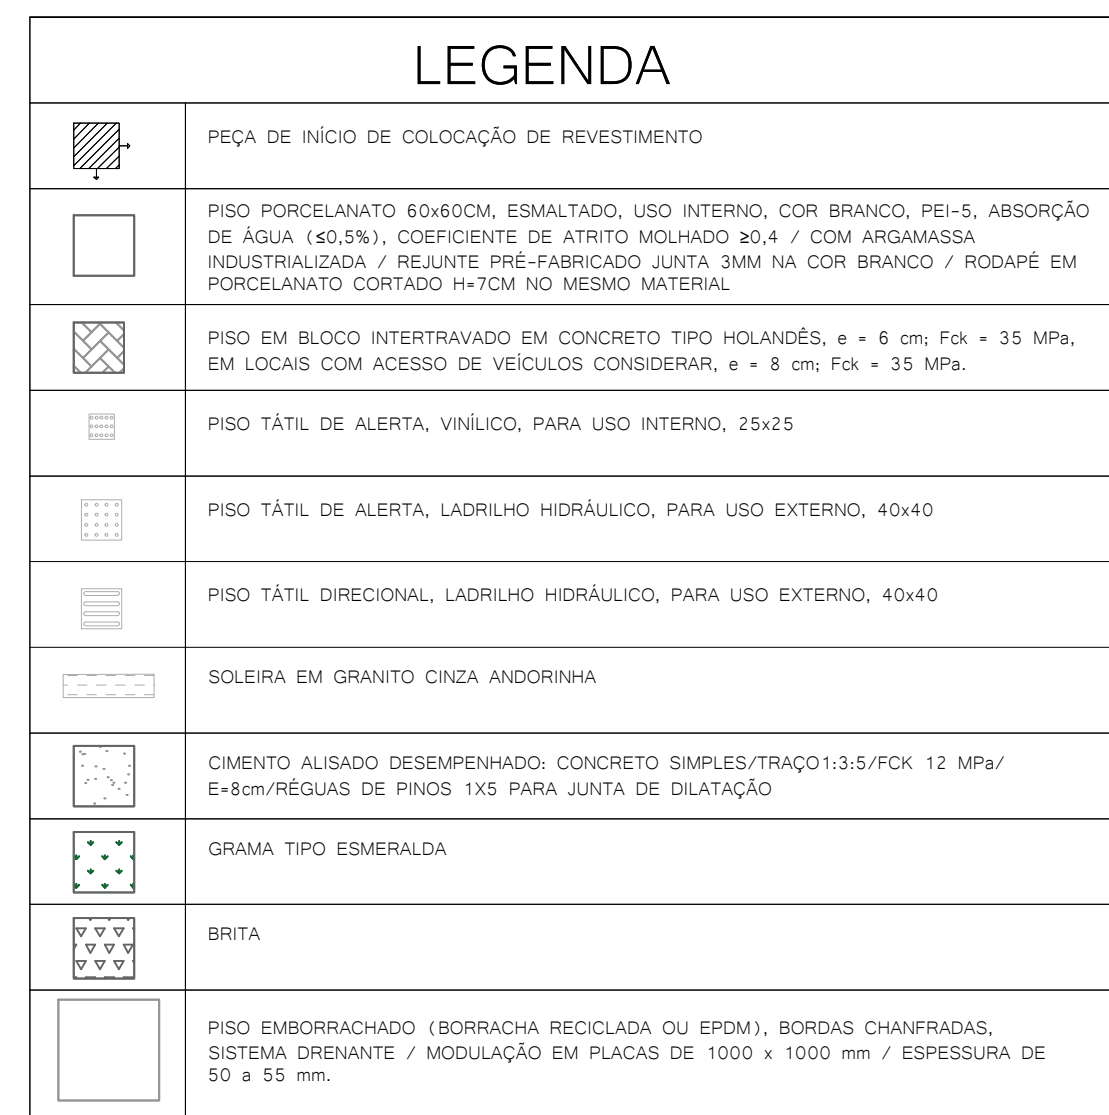 LEGENDA
PEÇA DE INÍCIO DE COLOCAÇÃO DE REVESTIMENTO
PISO PORCELANATO 60x60CM, ESMALTADO, USO INTERNO, COR BRANCO, PEI-5, ABSORÇÃO
DE ÁGUA (≤0,5%), COEFICIENTE DE ATRITO MOLHADO ≥0,4 / COM ARGAMASSA
INDUSTRIALIZADA / REJUNTE PRÉ-FABRICADO JUNTA 3MM NA COR BRANCO / RODAPÉ EM
PORCELANATO CORTADO H=7CM NO MESMO MATERIAL
PISO EM BLOCO INTERTRAVADO EM CONCRETO TIPO HOLANDÊS, e = 6 cm; Fck = 35 MPa,
EM LOCAIS COM ACESSO DE VEÍCULOS CONSIDERAR, e = 8 cm; Fck = 35 MPa.
PISO TÁTIL DE ALERTA, VINÍLICO, PARA USO INTERNO, 25x25
PISO TÁTIL DE ALERTA, LADRILHO HIDRÁULICO, PARA USO EXTERNO, 40x40
PISO TÁTIL DIRECIONAL, LADRILHO HIDRÁULICO, PARA USO EXTERNO, 40x40
SOLEIRA EM GRANITO CINZA ANDORINHA
CIMENTO ALISADO DESEMPENHADO: CONCRETO SIMPLES/TRAÇO1:3:5/FCK 12 MPa/
E=8cm/RÉGUAS DE PINOS 1X5 PARA JUNTA DE DILATAÇÃO
GRAMA TIPO ESMERALDA
BRITA
PISO EMBORRACHADO (BORRACHA RECICLADA OU EPDM), BORDAS CHANFRADAS,
SISTEMA DRENANTE / MODULAÇÃO EM PLACAS DE 1000 x 1000 mm / ESPESSURA DE
50 a 55 mm.